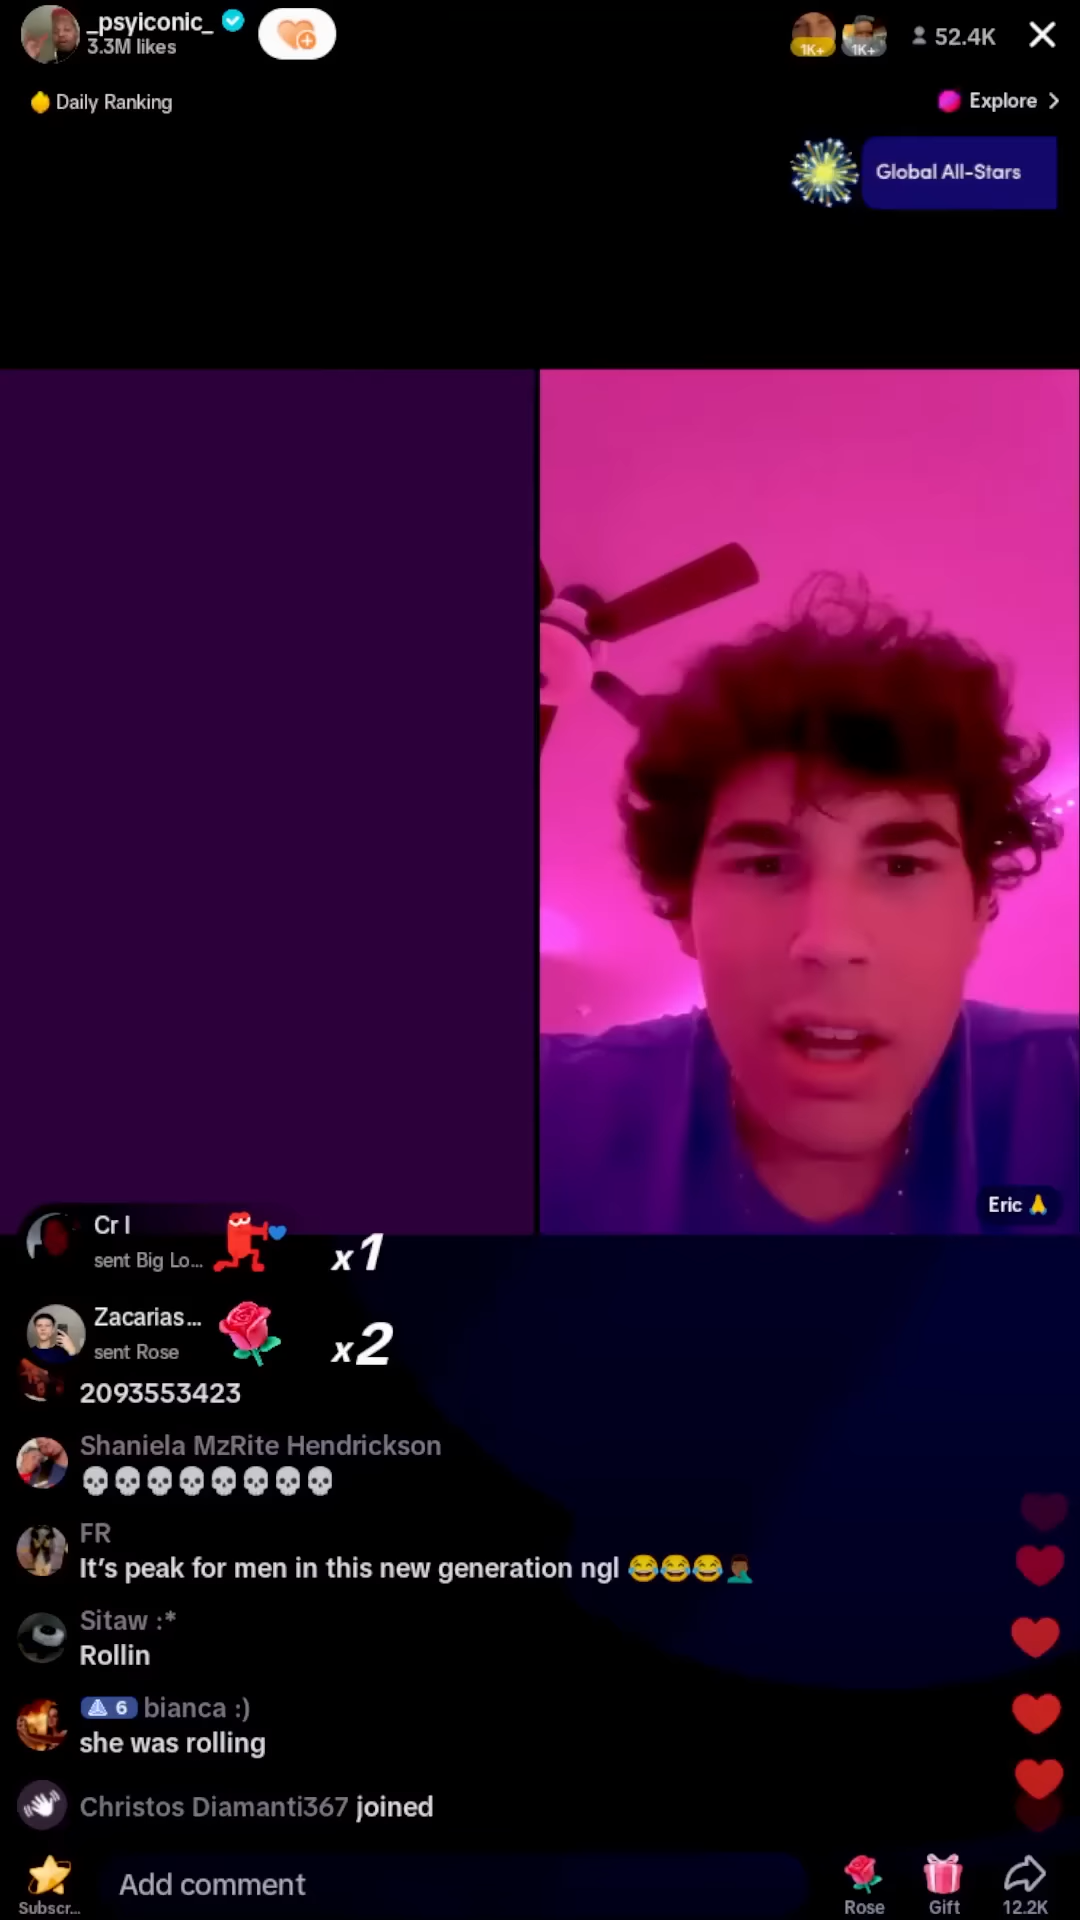 _psyiconic_
3.3M likes
1K+
1K+
52.4K
Daily Ranking
Explore
Global All-Stars
Eric 🙏
Cr I
sent Big Lo...
x1
Zacarias...
sent Rose
x2
2093553423
Shaniela MzRite Hendrickson
💀💀💀💀💀💀💀💀
FR
It's peak for men in this new generation ngl 😂😂😂🤦🏾‍♂️
Sitaw :*
Rollin
6 bianca :)
she was rolling
Christos Diamanti367 joined
Add comment
Subscr...
Rose
Gift
12.2K